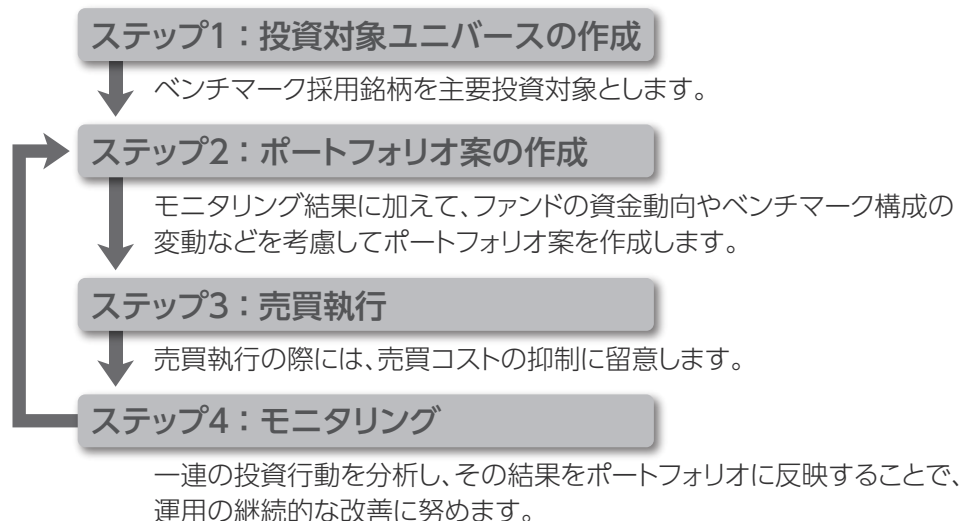 ステップ1：投資対象ユニバースの作成
ベンチマーク採用銘柄を主要投資対象とします。
ステップ2：ポートフォリオ案の作成
モニタリング結果に加えて、ファンドの資金動向やベンチマーク構成の
変動などを考慮してポートフォリオ案を作成します。
ステップ3：売買執行
売買執行の際には、売買コストの抑制に留意します。
ステップ4：モニタリング
一連の投資行動を分析し、その結果をポートフォリオに反映することで、
運用の継続的な改善に努めます。